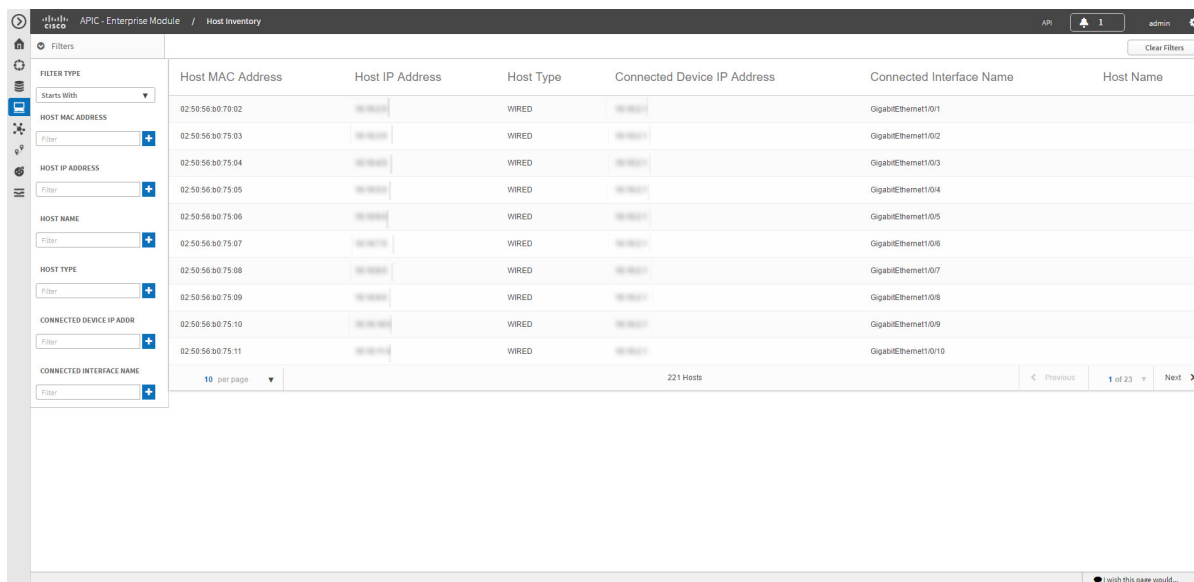 cisco APIC - Enterprise Module / Host Inventory API 1 admin
Filters Clear Filters
FILTER TYPE
Starts With
HOST MAC ADDRESS
Filter
HOST IP ADDRESS
Filter
HOST NAME
Filter
HOST TYPE
Filter
CONNECTED DEVICE IP ADDR
Filter
CONNECTED INTERFACE NAME
Filter
Host MAC Address Host IP Address Host Type Connected Device IP Address Connected Interface Name Host Name
02:50:56:b0:70:02 WIRED GigabitEthernet1/0/1
02:50:56:b0:75:03 WIRED GigabitEthernet1/0/2
02:50:56:b0:75:04 WIRED GigabitEthernet1/0/3
02:50:56:b0:75:05 WIRED GigabitEthernet1/0/4
02:50:56:b0:75:06 WIRED GigabitEthernet1/0/5
02:50:56:b0:75:07 WIRED GigabitEthernet1/0/6
02:50:56:b0:75:08 WIRED GigabitEthernet1/0/7
02:50:56:b0:75:09 WIRED GigabitEthernet1/0/8
02:50:56:b0:75:10 WIRED GigabitEthernet1/0/9
02:50:56:b0:75:11 WIRED GigabitEthernet1/0/10
10 per page 221 Hosts Previous 1 of 23 Next
I wish this page would...